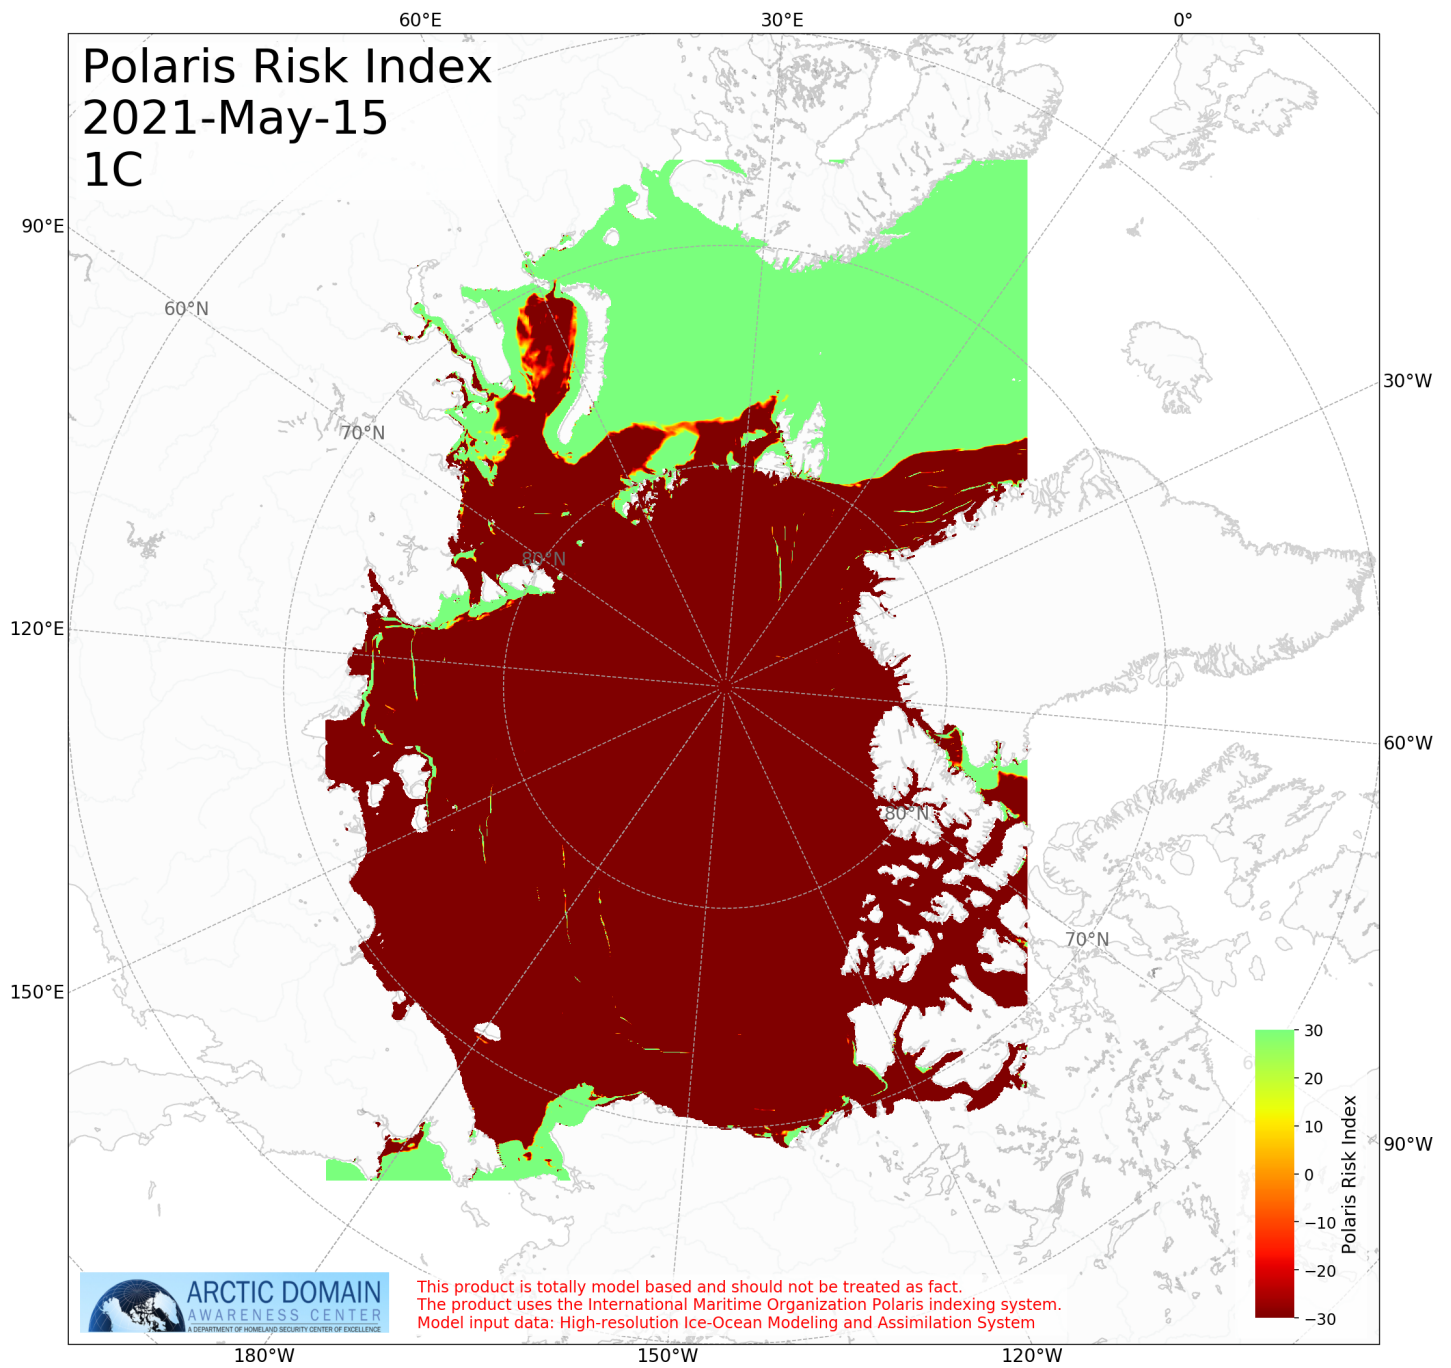 60°E 30°E 0°
Polaris Risk Index
2021-May-15
1C
90°E
60°N
30°W
70°N
80°N
120°E
60°W
80°N
70°N
150°E
30
20
10
0
−10
−20
−30
Polaris Risk Index
90°W
ARCTIC DOMAIN
AWARENESS CENTER
A DEPARTMENT OF HOMELAND SECURITY CENTER OF EXCELLENCE
This product is totally model based and should not be treated as fact.
The product uses the International Maritime Organization Polaris indexing system.
Model input data: High-resolution Ice-Ocean Modeling and Assimilation System
180°W 150°W 120°W